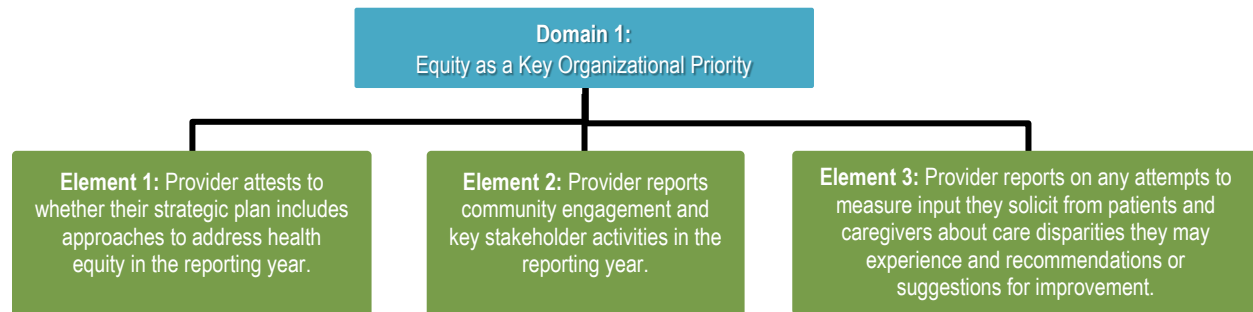 Domain 1:
Equity as a Key Organizational Priority
Element 1: Provider attests to
whether their strategic plan includes
approaches to address health
equity in the reporting year.
Element 2: Provider reports
community engagement and
key stakeholder activities in the
reporting year.
Element 3: Provider reports on any attempts to
measure input they solicit from patients and
caregivers about care disparities they may
experience and recommendations or
suggestions for improvement.